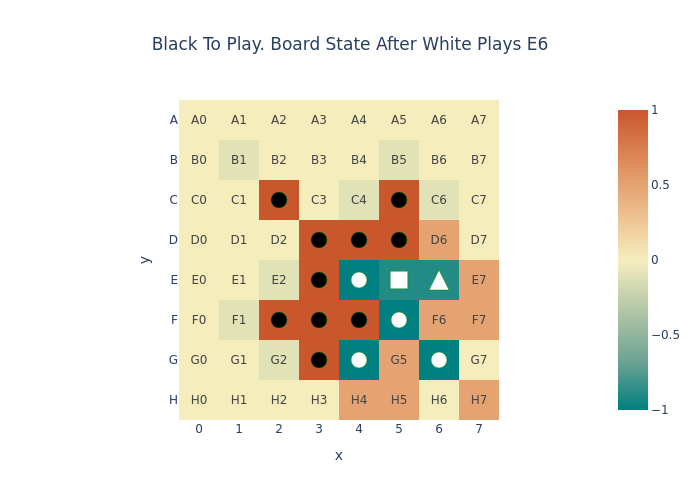 Black To Play. Board State After White Plays E6
A A0 A1 A2 A3 A4 A5 A6 A7
B B0 B1 B2 B3 B4 B5 B6 B7
C C0 C1 C3 C4 C6 C7
D D0 D1 D2 D6 D7
E E0 E1 E2 E7
F F0 F1 F6 F7
G G0 G1 G2 G5 G7
H H0 H1 H2 H3 H4 H5 H6 H7
0 1 2 3 4 5 6 7
x
y
1
0.5
0
−0.5
−1